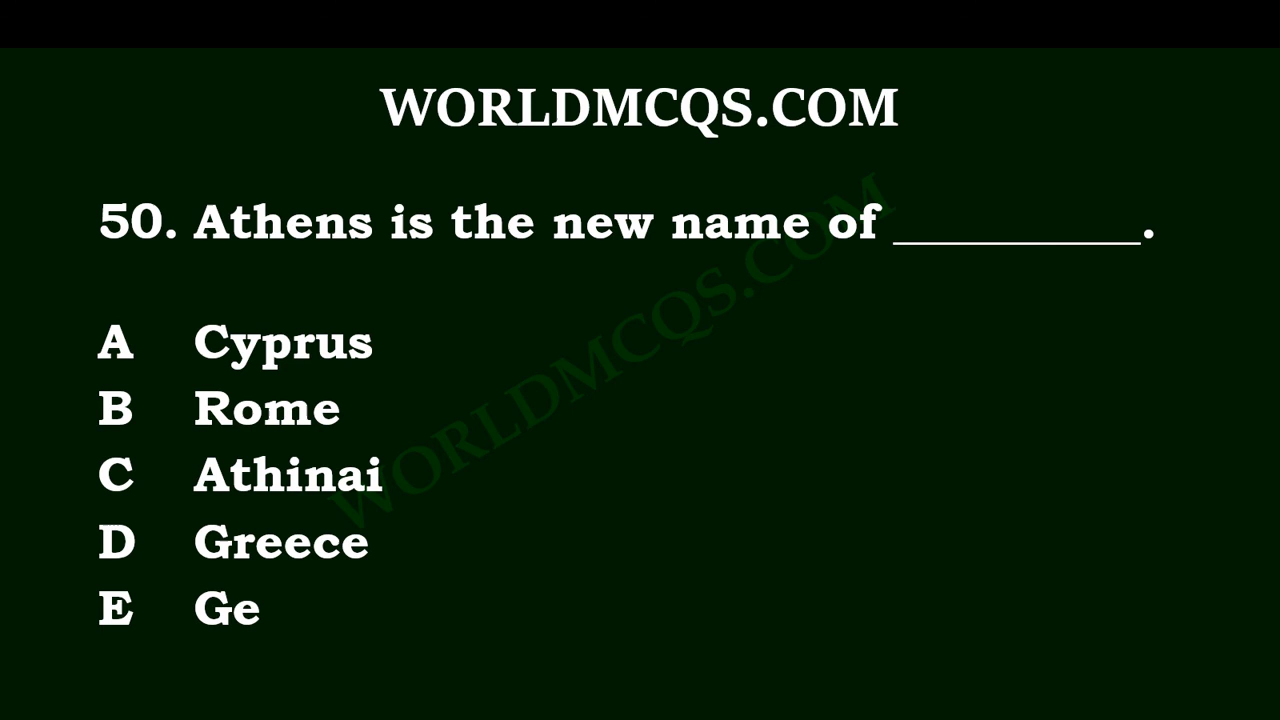 WORLDMCQS.COM
50. Athens is the new name of __________.
A Cyprus
B Rome
C Athinai
D Greece
E Ge
WORLDMCQS.COM